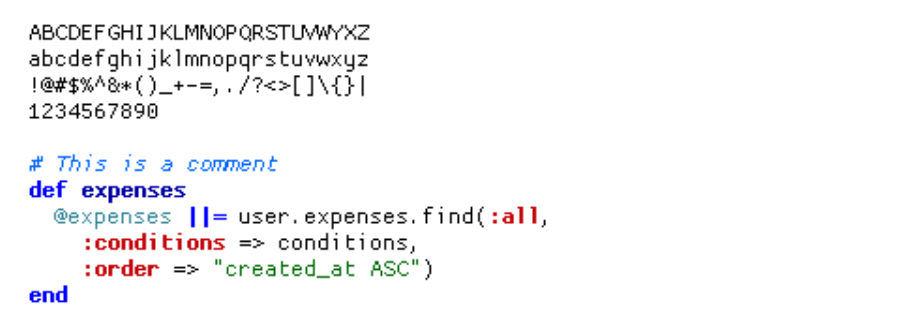 ABCDEFGHIJKLMNOPQRSTUVWYXZ
abcdefghijklmnopqrstuvwxyz
!@#$%^&*()_+-=,./?<>[]\{}|
1234567890
# This is a comment
def expenses
  @expenses ||= user.expenses.find(:all,
    :conditions => conditions,
    :order => "created_at ASC")
end